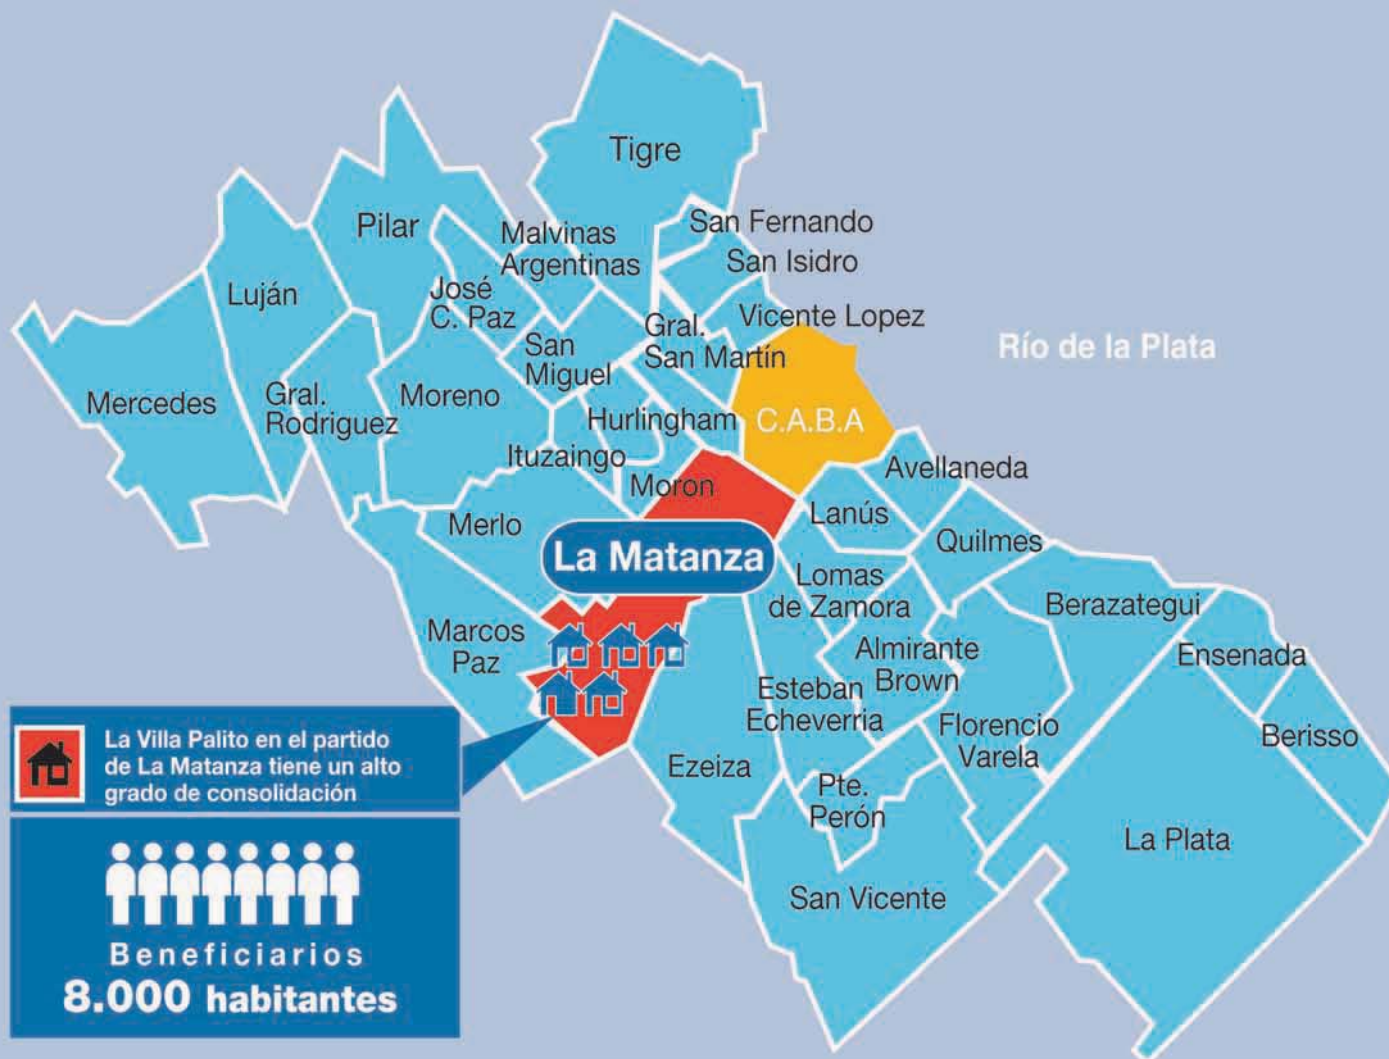 Tigre
San Fernando
Pilar
Malvinas
Argentinas
San Isidro
Luján
José
C. Paz
Vicente Lopez
Gral.
San Martín
Río de la Plata
San
Miguel
Mercedes
Gral.
Rodriguez
Moreno
Hurlingham
C.A.B.A
Ituzaingo
Avellaneda
Moron
Merlo
Lanús
Quilmes
La Matanza
Lomas
de Zamora
Berazategui
Marcos
Paz
Almirante
Brown
Ensenada
Esteban
Echeverria
Florencio
Varela
Berisso
Ezeiza
Pte.
Perón
La Plata
San Vicente
La Villa Palito en el partido
de La Matanza tiene un alto
grado de consolidación
Beneficiarios
8.000 habitantes